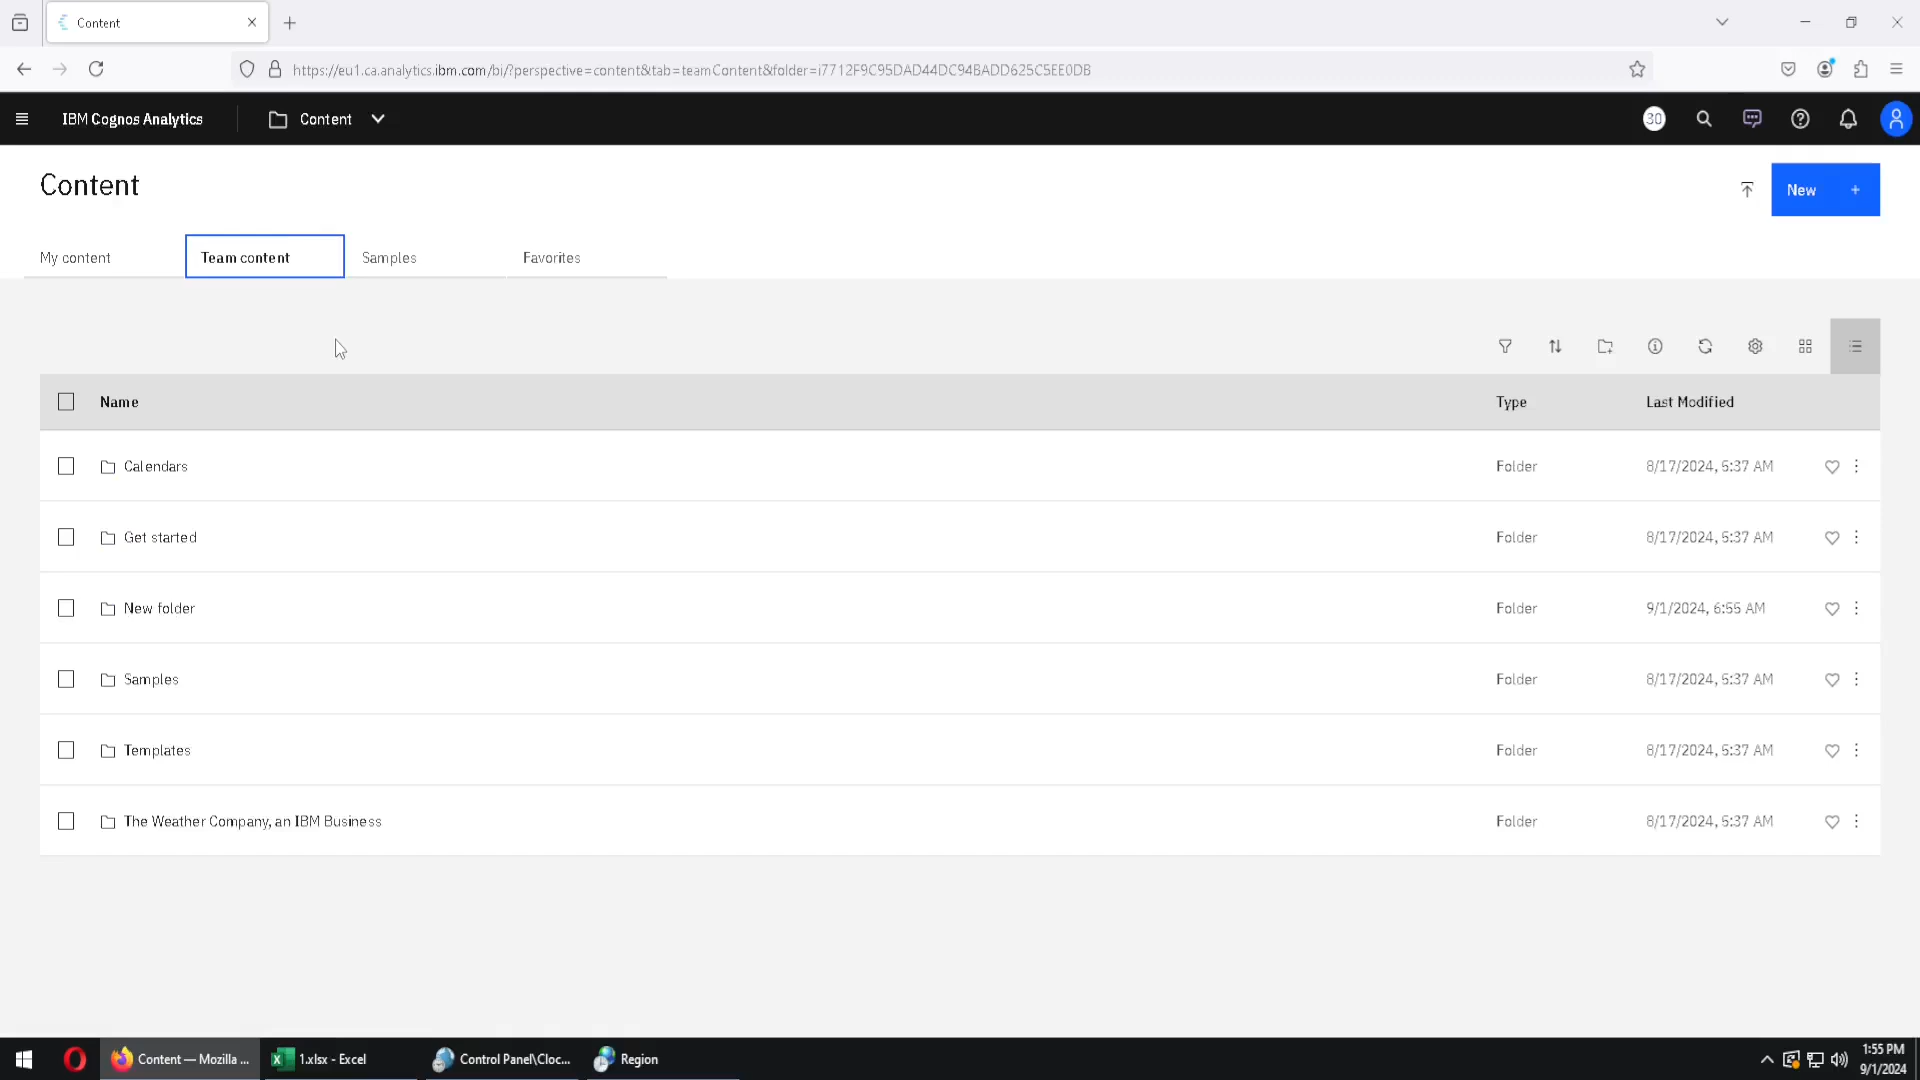 Content
https://eu1.ca.analytics.ibm.com/bi/?perspective=content&tab=teamContent&folder=i7712F9C95DAD44DC94BADD625C5EE0DB
IBM Cognos Analytics
Content
30
Content
New +
My content
Team content
Samples
Favorites
Name Type Last Modified
Calendars Folder 8/17/2024, 5:37 AM
Get started Folder 8/17/2024, 5:37 AM
New folder Folder 9/1/2024, 6:55 AM
Samples Folder 8/17/2024, 5:37 AM
Templates Folder 8/17/2024, 5:37 AM
The Weather Company, an IBM Business Folder 8/17/2024, 5:37 AM
Content — Mozilla ...
1.xlsx - Excel
Control Panel\Cloc...
Region
1:55 PM
9/1/2024